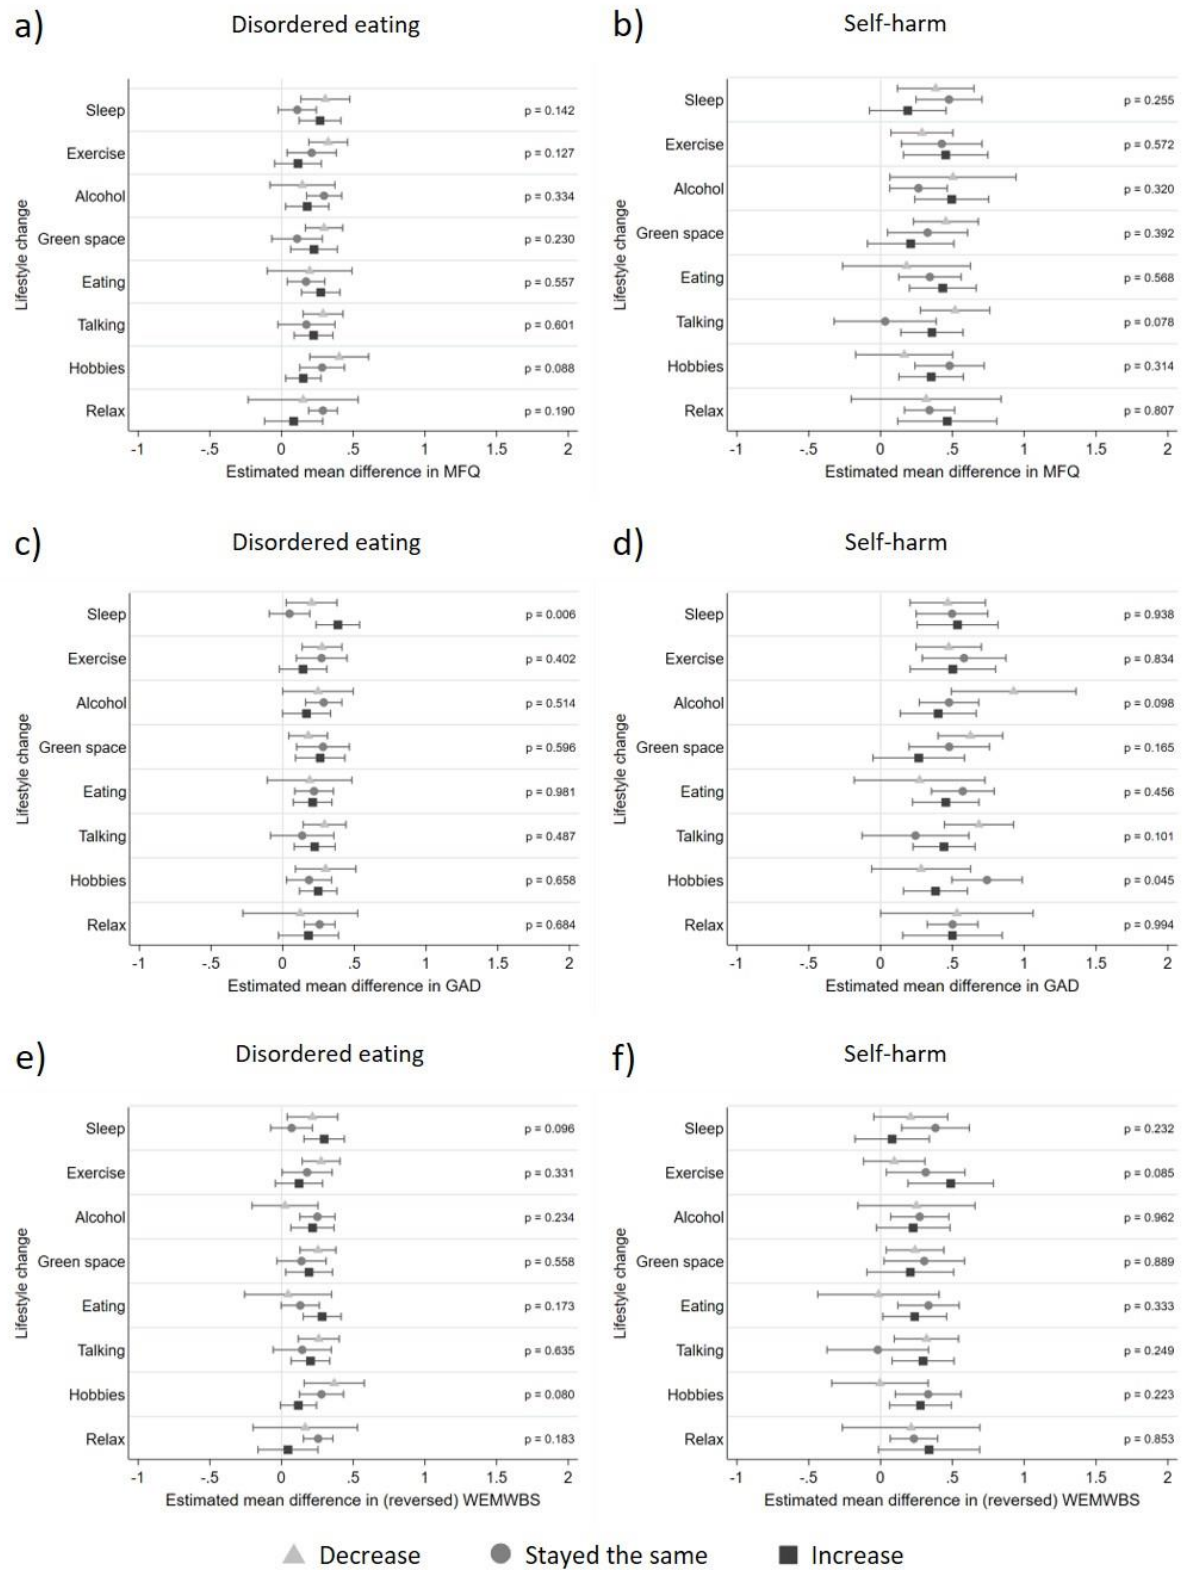 a) Disordered eating
Lifestyle change
Sleep p = 0.142
Exercise p = 0.127
Alcohol p = 0.334
Green space p = 0.230
Eating p = 0.557
Talking p = 0.601
Hobbies p = 0.088
Relax p = 0.190
-1 -.5 0 .5 1 1.5 2
Estimated mean difference in MFQ
b) Self-harm
Lifestyle change
Sleep p = 0.255
Exercise p = 0.572
Alcohol p = 0.320
Green space p = 0.392
Eating p = 0.568
Talking p = 0.078
Hobbies p = 0.314
Relax p = 0.807
-1 -.5 0 .5 1 1.5 2
Estimated mean difference in MFQ
c) Disordered eating
Lifestyle change
Sleep p = 0.006
Exercise p = 0.402
Alcohol p = 0.514
Green space p = 0.596
Eating p = 0.981
Talking p = 0.487
Hobbies p = 0.658
Relax p = 0.684
-1 -.5 0 .5 1 1.5 2
Estimated mean difference in GAD
d) Self-harm
Lifestyle change
Sleep p = 0.938
Exercise p = 0.834
Alcohol p = 0.098
Green space p = 0.165
Eating p = 0.456
Talking p = 0.101
Hobbies p = 0.045
Relax p = 0.994
-1 -.5 0 .5 1 1.5 2
Estimated mean difference in GAD
e) Disordered eating
Lifestyle change
Sleep p = 0.096
Exercise p = 0.331
Alcohol p = 0.234
Green space p = 0.558
Eating p = 0.173
Talking p = 0.635
Hobbies p = 0.080
Relax p = 0.183
-1 -.5 0 .5 1 1.5 2
Estimated mean difference in (reversed) WEMWBS
f) Self-harm
Lifestyle change
Sleep p = 0.232
Exercise p = 0.085
Alcohol p = 0.962
Green space p = 0.889
Eating p = 0.333
Talking p = 0.249
Hobbies p = 0.223
Relax p = 0.853
-1 -.5 0 .5 1 1.5 2
Estimated mean difference in (reversed) WEMWBS
Decrease Stayed the same Increase